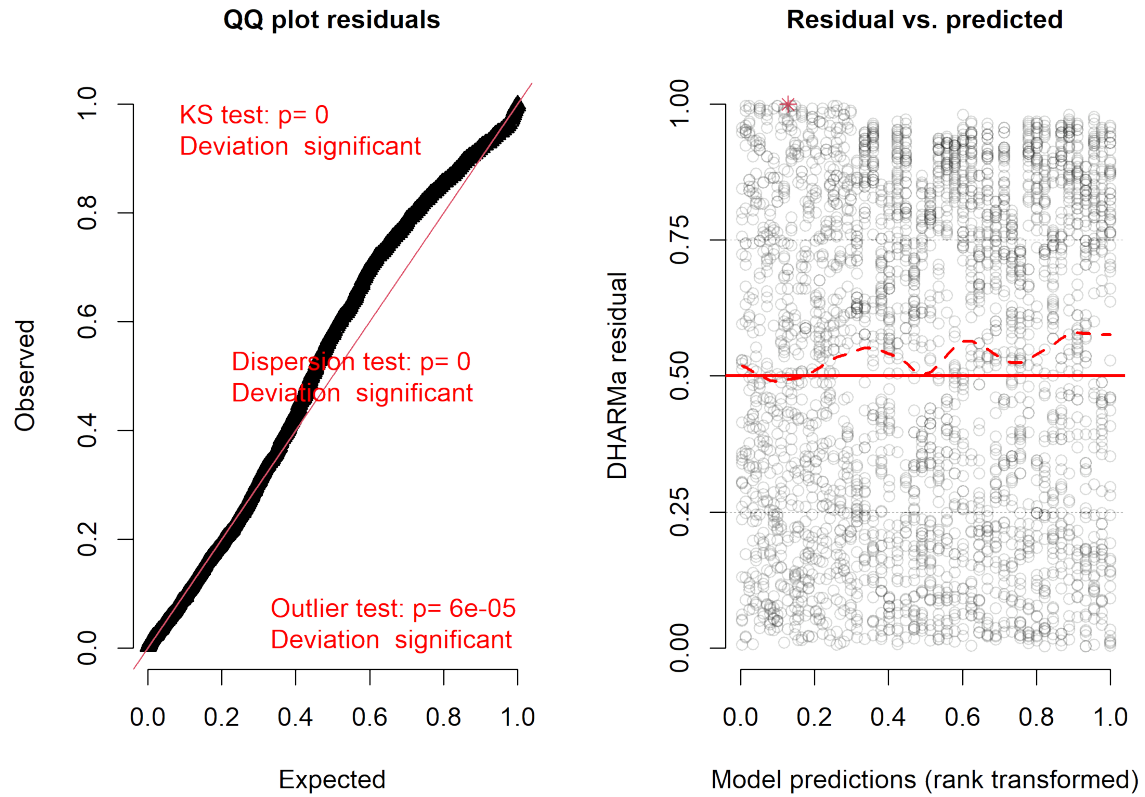 QQ plot residuals
KS test: p= 0
Deviation  significant
Dispersion test: p= 0
Deviation  significant
Outlier test: p= 6e-05
Deviation  significant
Observed
1.0
0.8
0.6
0.4
0.2
0.0
0.0 0.2 0.4 0.6 0.8 1.0
Expected
Residual vs. predicted
DHARMa residual
1.00
0.75
0.50
0.25
0.00
0.0 0.2 0.4 0.6 0.8 1.0
Model predictions (rank transformed)